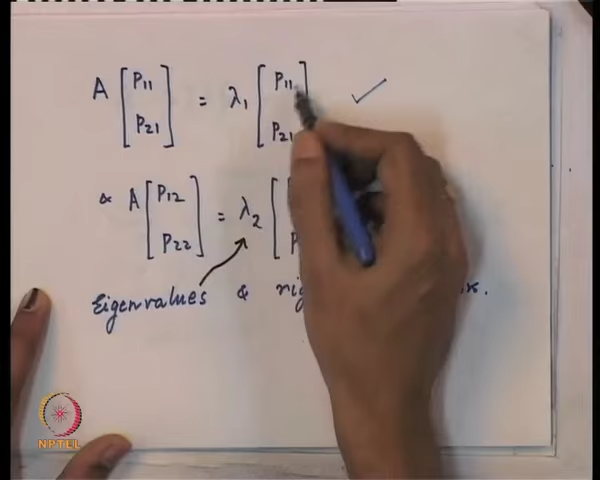 A [P11 P21] = λ1 [P11 P21] ✓
& A [P12 P22] = λ2 [
Eigenvalues & rig
NPTEL